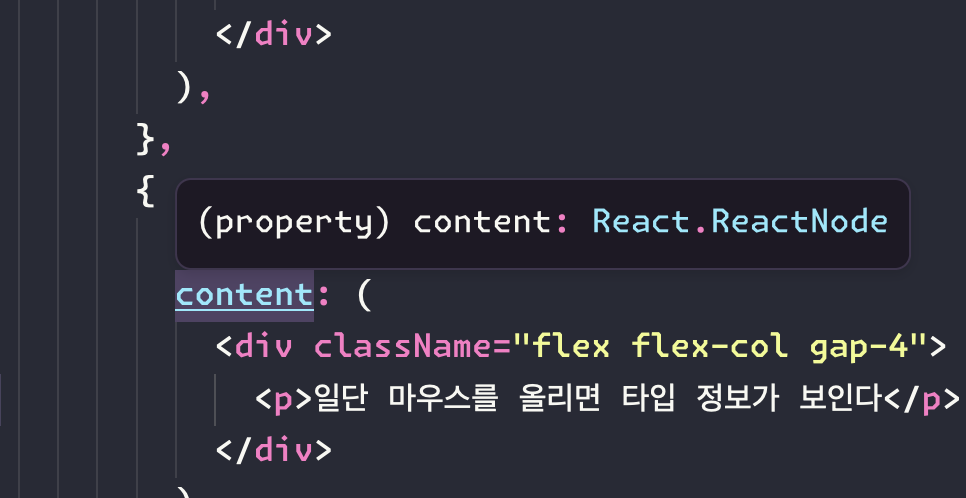 </div>
),
},
{
(property) content: React.ReactNode
content: (
<div className="flex flex-col gap-4">
<p>일단 마우스를 올리면 타입 정보가 보인다</p>
</div>
)